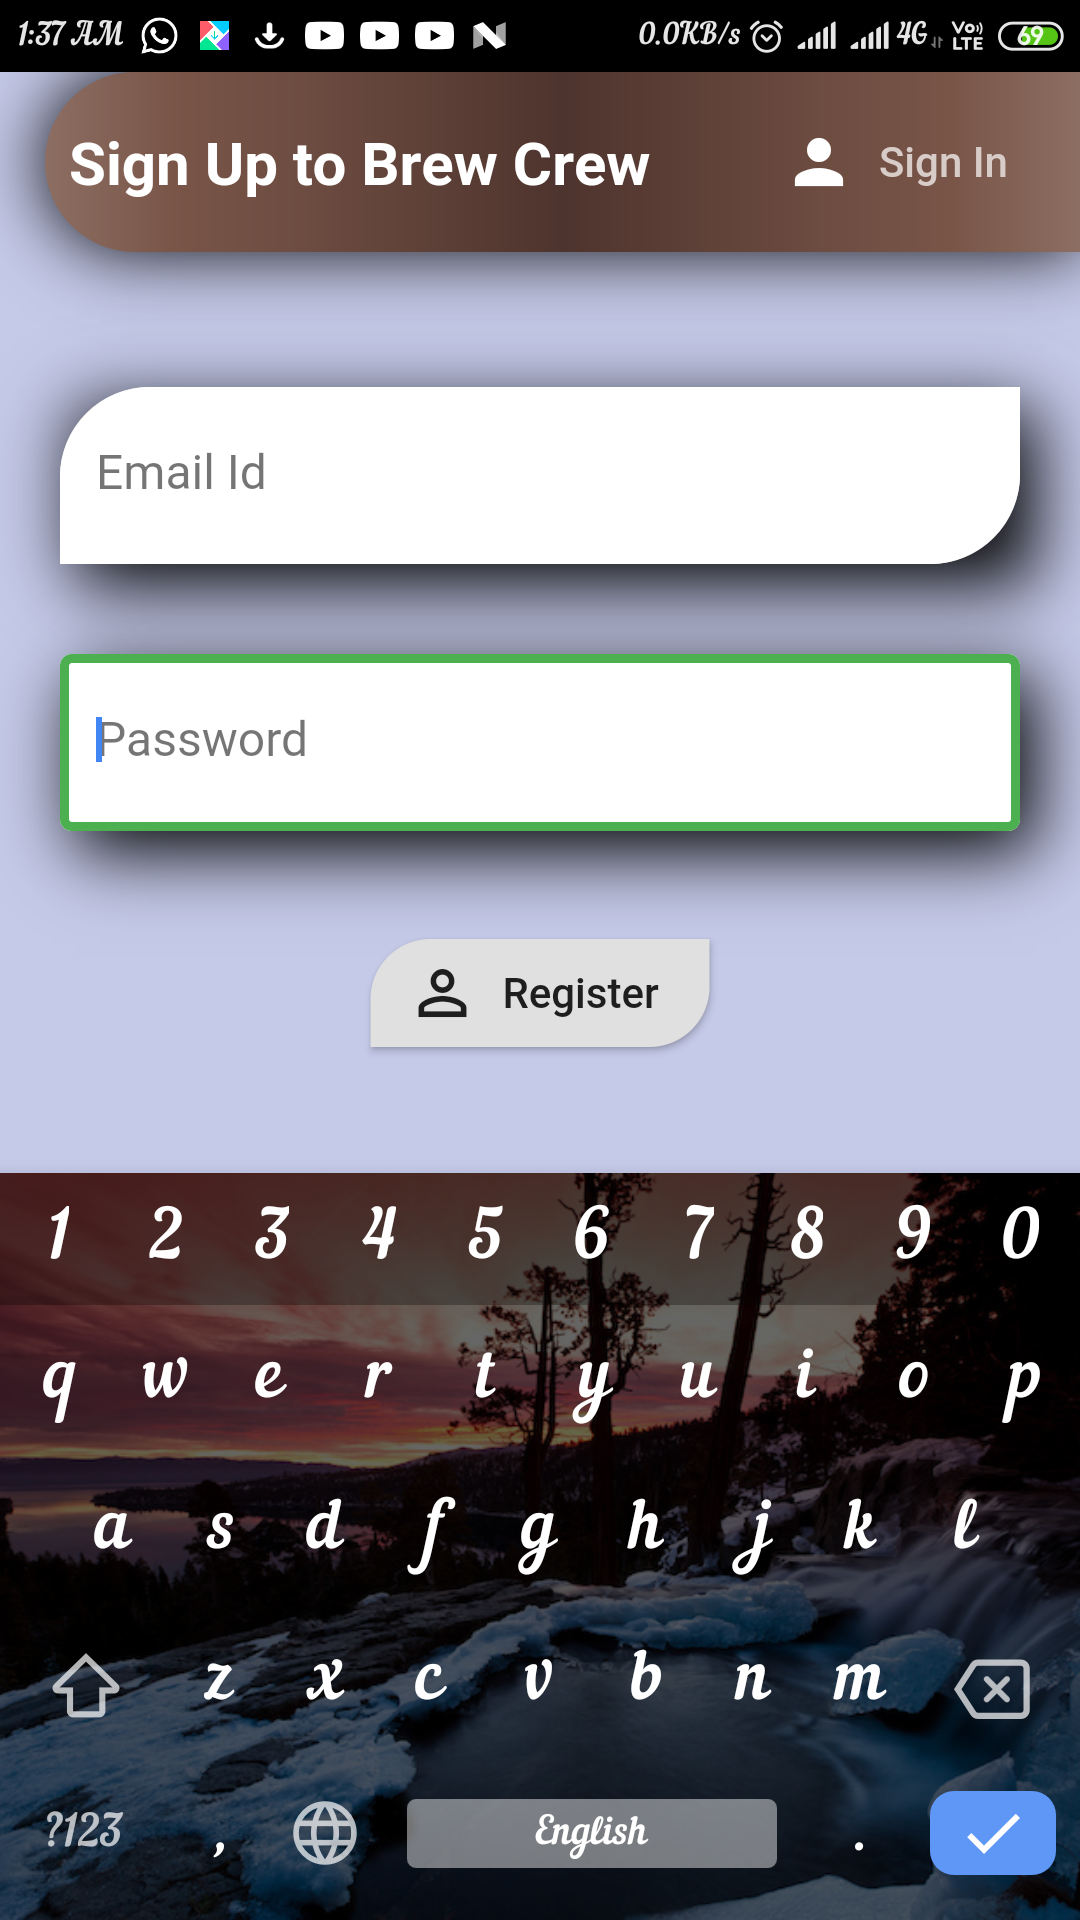 1:37 AM 0.0KB/s 4G Vo)) LTE 69
Sign Up to Brew Crew Sign In
Email Id
Password
Register
1 2 3 4 5 6 7 8 9 0
q w e r t y u i o p
a s d f g h j k l
z x c v b n m
?123 , English .